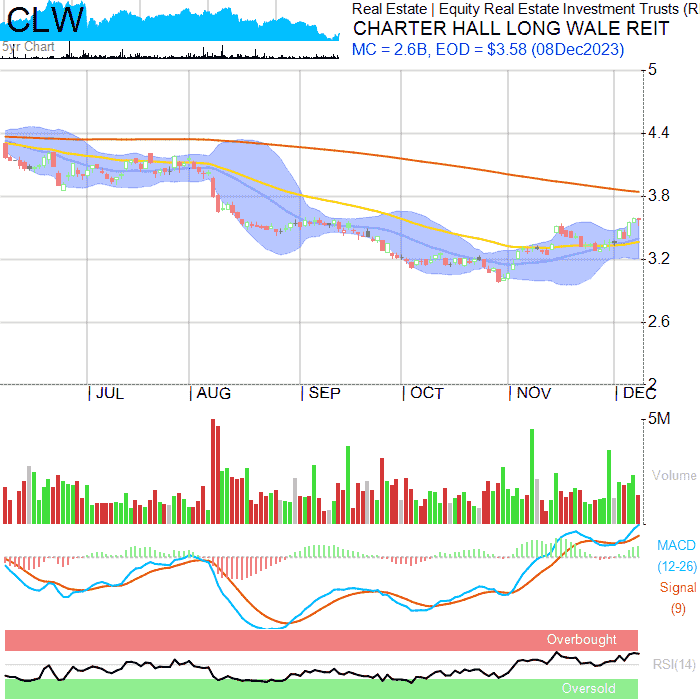 CLW
5yr Chart
Real Estate | Equity Real Estate Investment Trusts (R
CHARTER HALL LONG WALE REIT
MC = 2.6B, EOD = $3.58 (08Dec2023)
5
4.4
3.8
3.2
2.6
2
JUL AUG SEP OCT NOV DEC
5M
Volume
MACD
(12-26)
Signal
(9)
Overbought
RSI(14)
Oversold